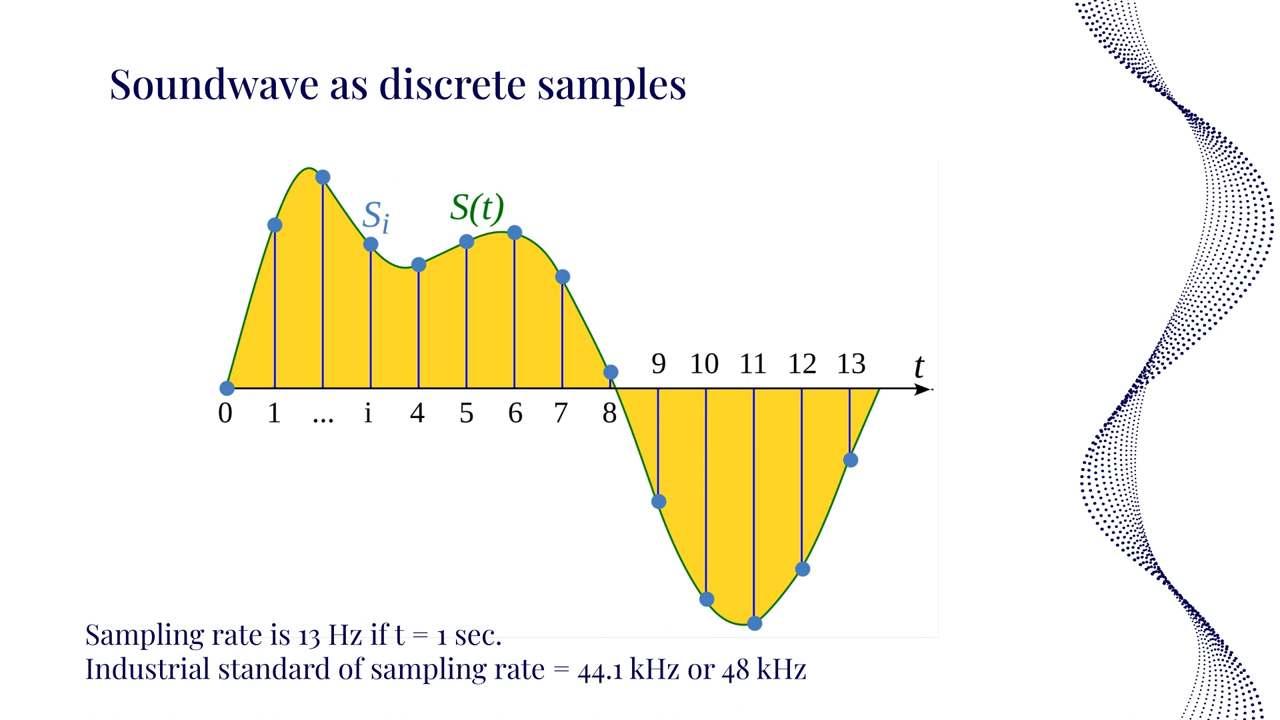 Soundwave as discrete samples
Si
S(t)
9 10 11 12 13 t
0 1 ... i 4 5 6 7 8
Sampling rate is 13 Hz if t = 1 sec.
Industrial standard of sampling rate = 44.1 kHz or 48 kHz